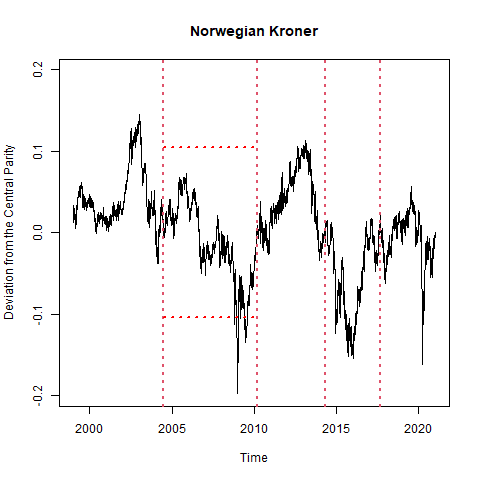 Norwegian Kroner
Deviation from the Central Parity
0.2
0.1
0.0
-0.1
-0.2
2000 2005 2010 2015 2020
Time